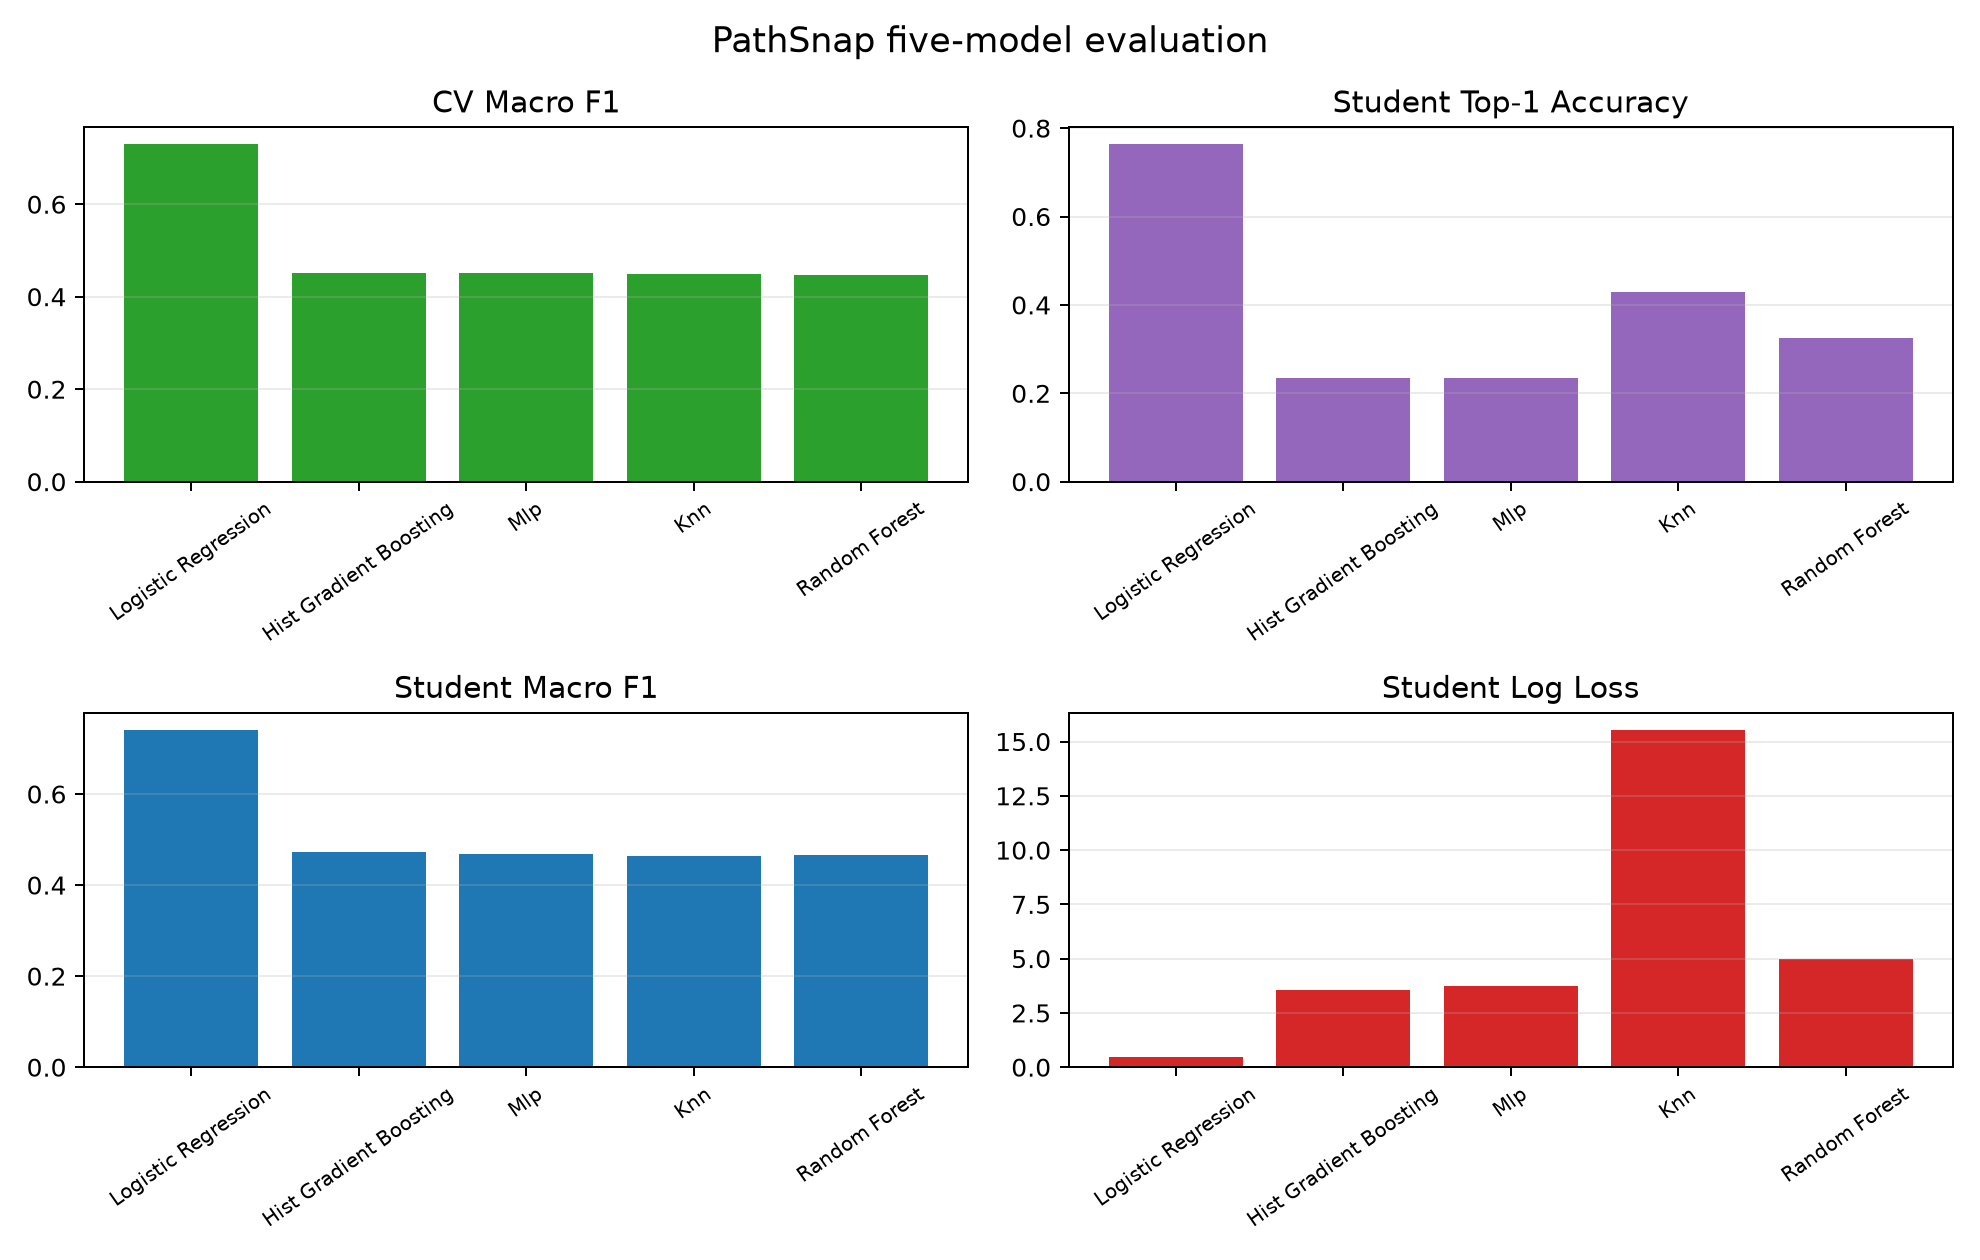 PathSnap five-model evaluation
CV Macro F1
0.6
0.4
0.2
0.0
Logistic Regression
Hist Gradient Boosting
Mlp
Knn
Random Forest
Student Top-1 Accuracy
0.8
0.6
0.4
0.2
0.0
Logistic Regression
Hist Gradient Boosting
Mlp
Knn
Random Forest
Student Macro F1
0.6
0.4
0.2
0.0
Logistic Regression
Hist Gradient Boosting
Mlp
Knn
Random Forest
Student Log Loss
15.0
12.5
10.0
7.5
5.0
2.5
0.0
Logistic Regression
Hist Gradient Boosting
Mlp
Knn
Random Forest